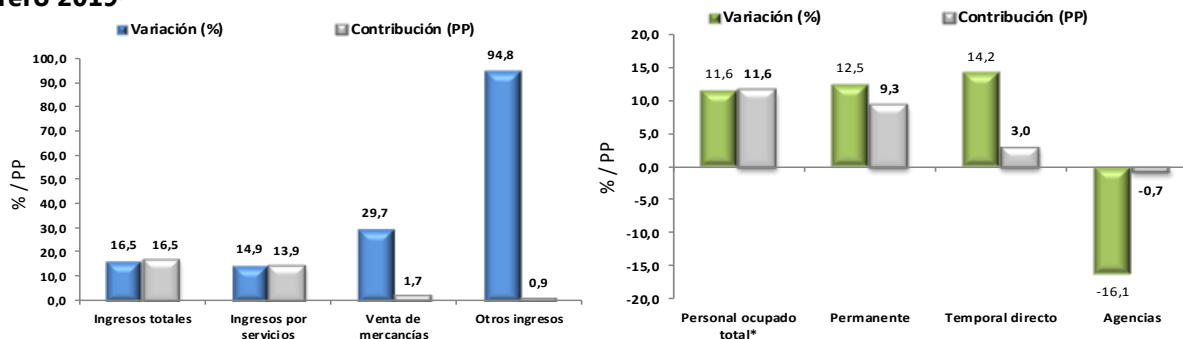 2019
Variación (%) Contribución (PP)
100,0
90,0
80,0
70,0
60,0
50,0
40,0
30,0
20,0
10,0
0,0
% / PP
16,5 16,5
14,9 13,9
29,7
1,7
94,8
0,9
Ingresos totales
Ingresos por
servicios
Venta de
mercancías
Otros ingresos
Variación (%) Contribución (PP)
20,0
15,0
10,0
5,0
0,0
-5,0
-10,0
-15,0
-20,0
% / PP
11,6 11,6
12,5
9,3
14,2
3,0
-16,1
-0,7
Personal ocupado
total*
Permanente
Temporal directo
Agencias